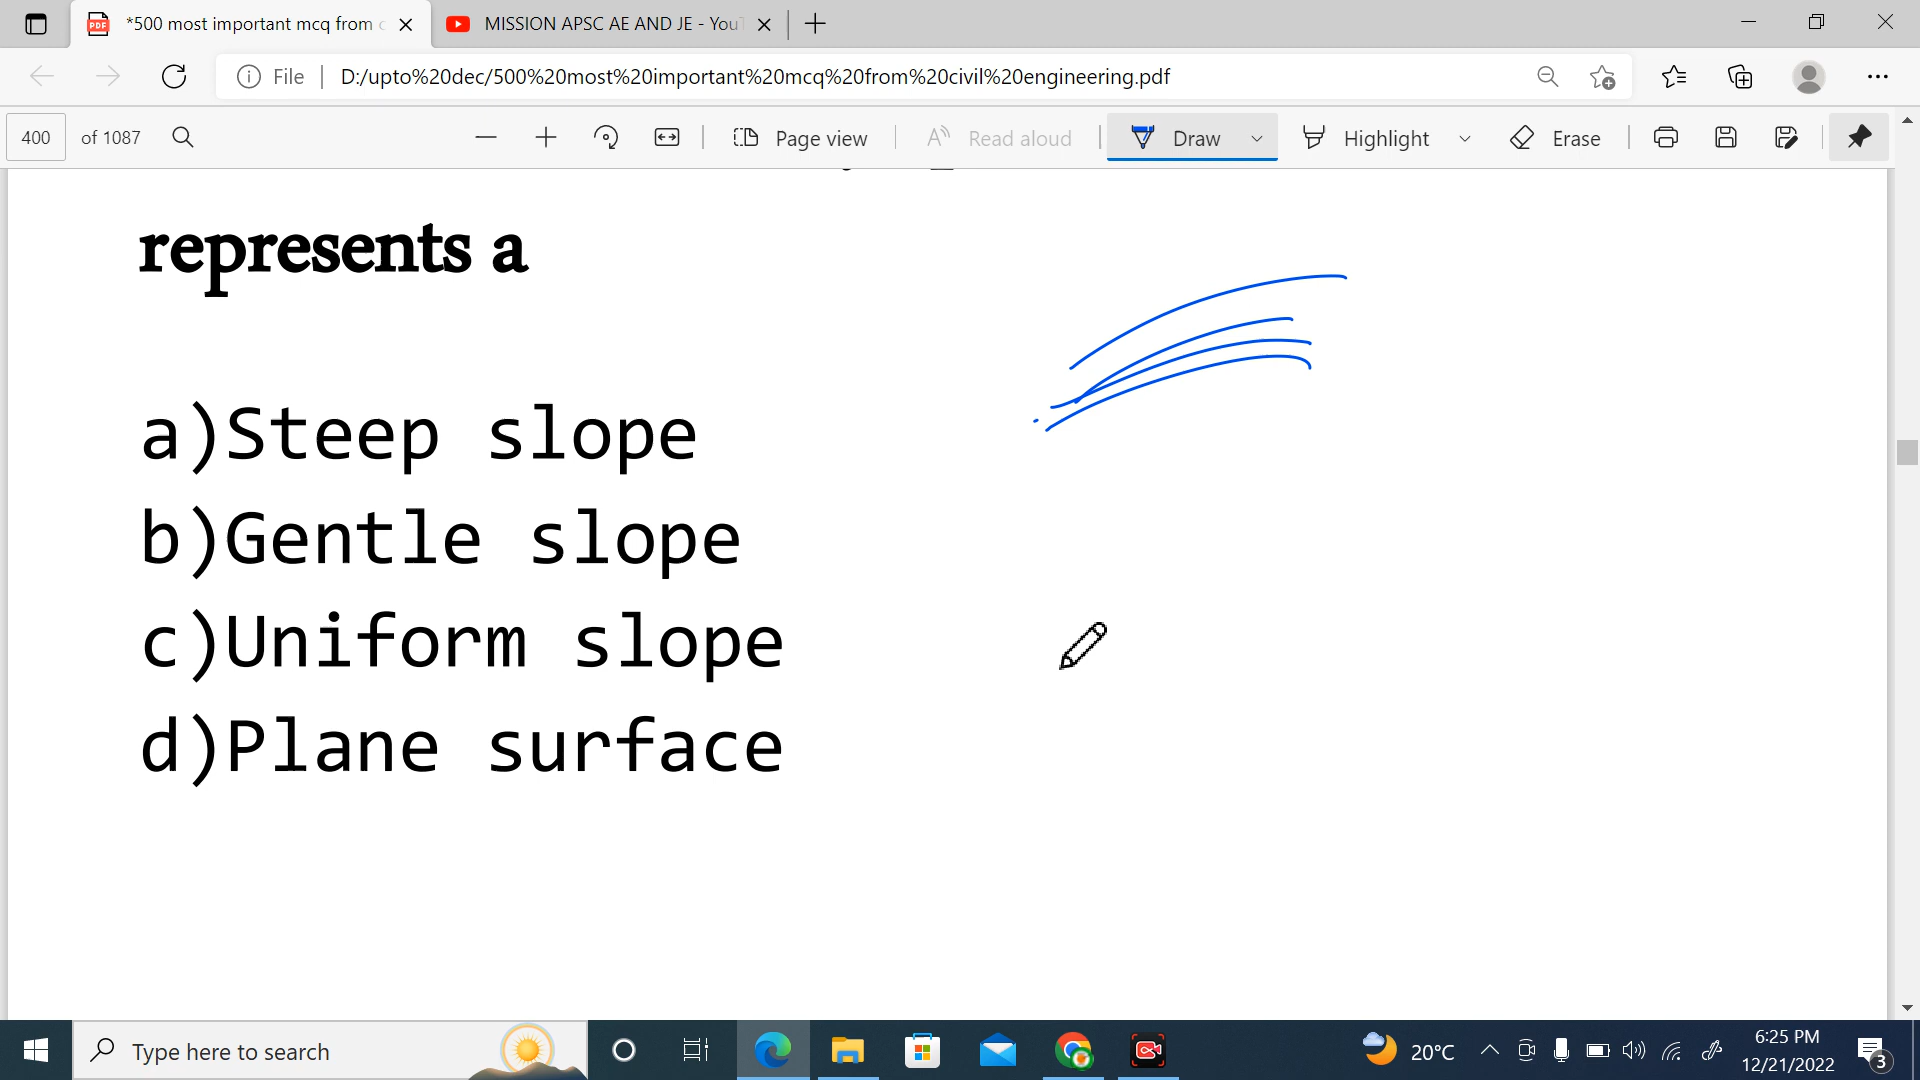 *500 most important mcq from c
MISSION APSC AE AND JE - YouT
File
D:/upto%20dec/500%20most%20important%20mcq%20from%20civil%20engineering.pdf
400 of 1087
Page view
Read aloud
Draw
Highlight
Erase
represents a
a)Steep slope
b)Gentle slope
c)Uniform slope
d)Plane surface
Type here to search
20°C
6:25 PM
12/21/2022
3